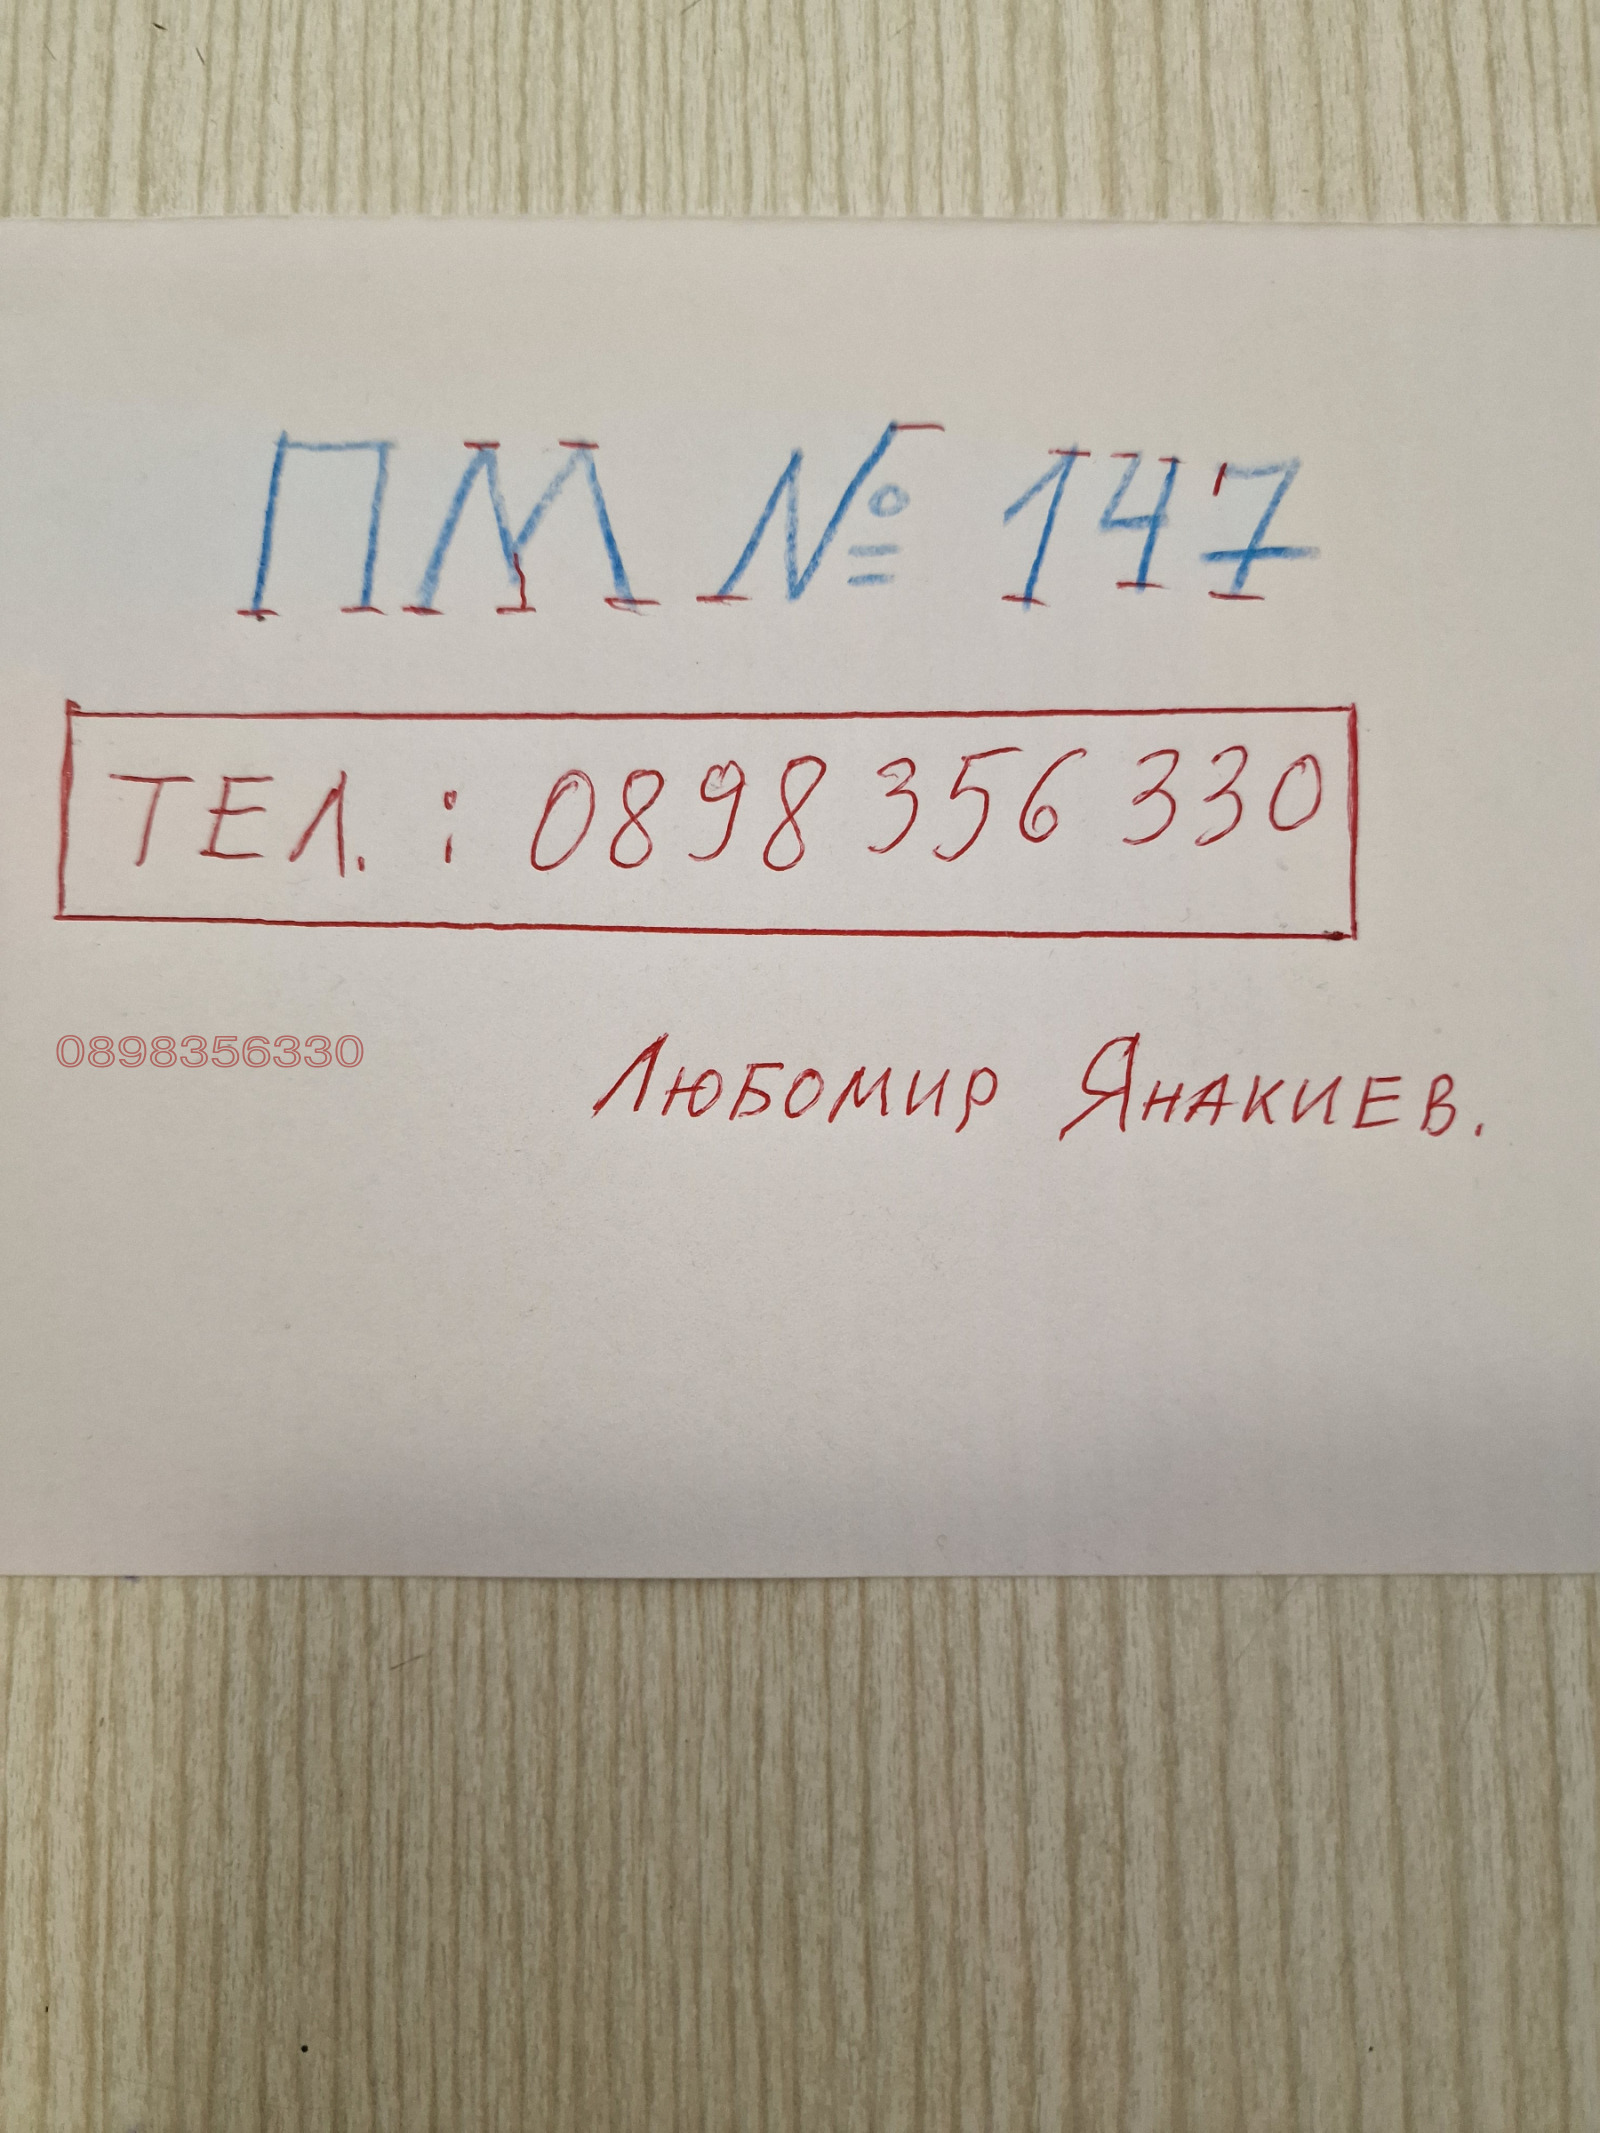 ПМ № 147
ТЕЛ. : 0898 356 330
0898356330
Любомир Янакиев.